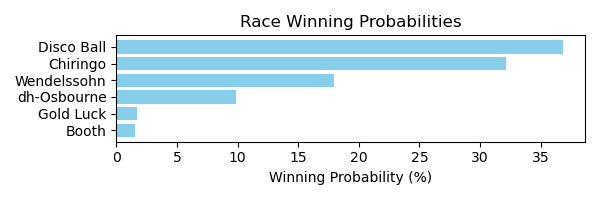 Race Winning Probabilities
Disco Ball
Chiringo
Wendelssohn
dh-Osbourne
Gold Luck
Booth
0 5 10 15 20 25 30 35
Winning Probability (%)